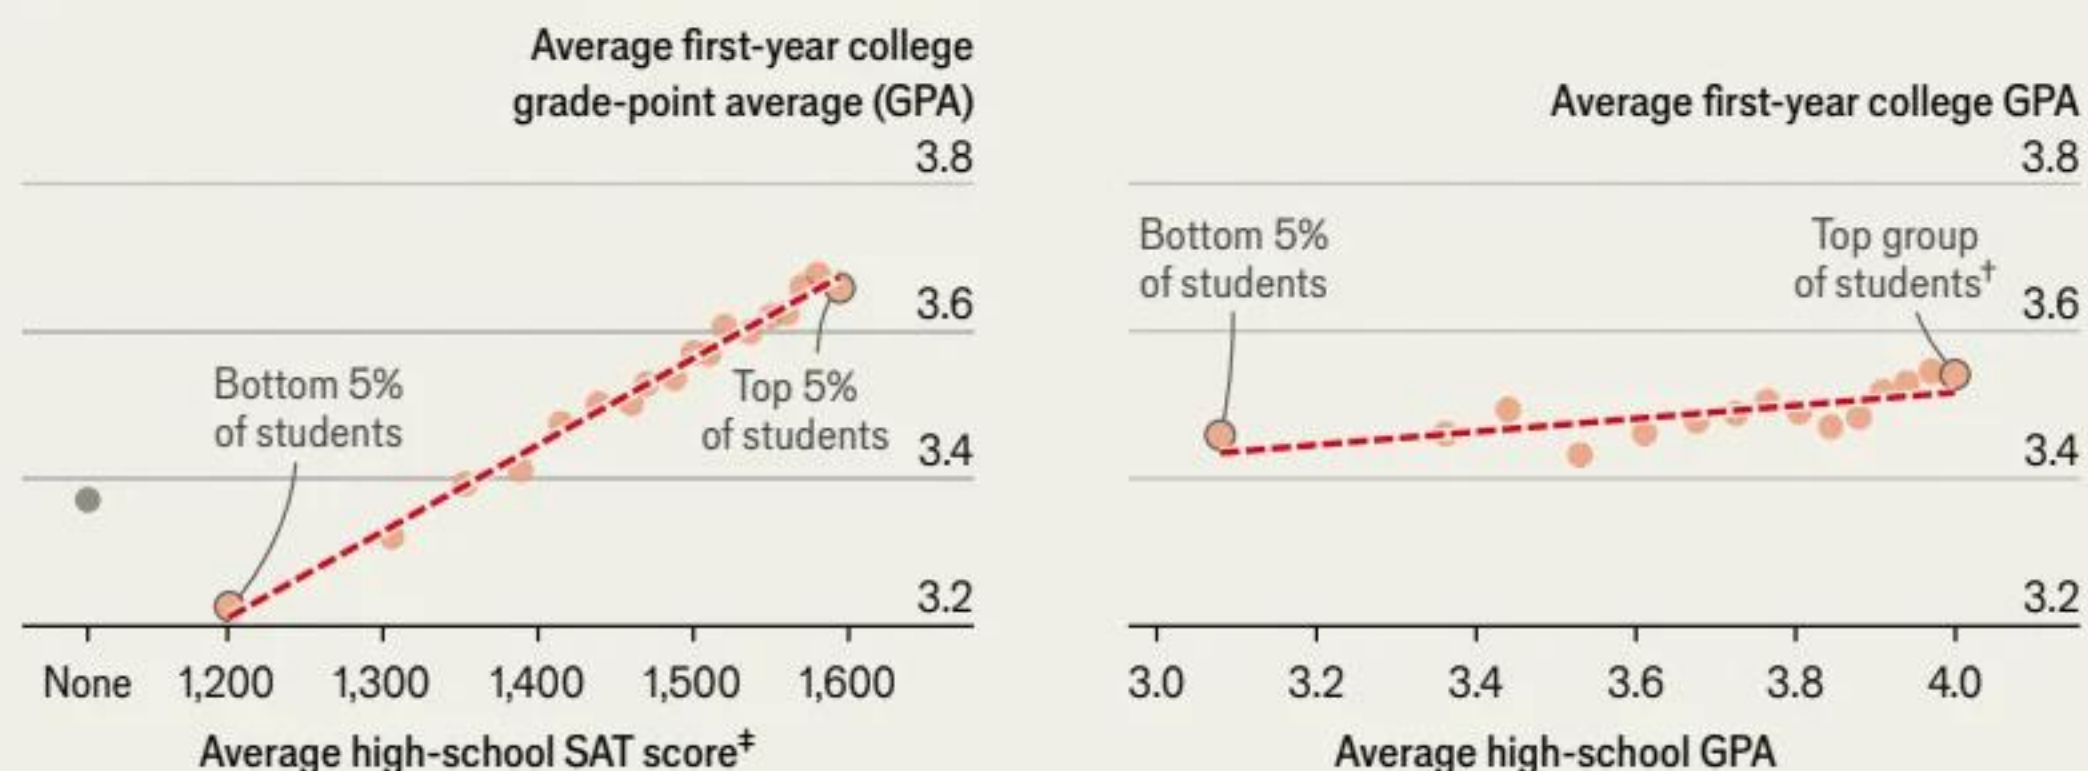 Average first-year college
grade-point average (GPA)
3.8
3.6
3.4
3.2
Bottom 5%
of students
Top 5%
of students
None 1,200 1,300 1,400 1,500 1,600
Average high-school SAT score‡
Average first-year college GPA
3.8
3.6
3.4
3.2
Bottom 5%
of students
Top group
of students†
3.0 3.2 3.4 3.6 3.8 4.0
Average high-school GPA